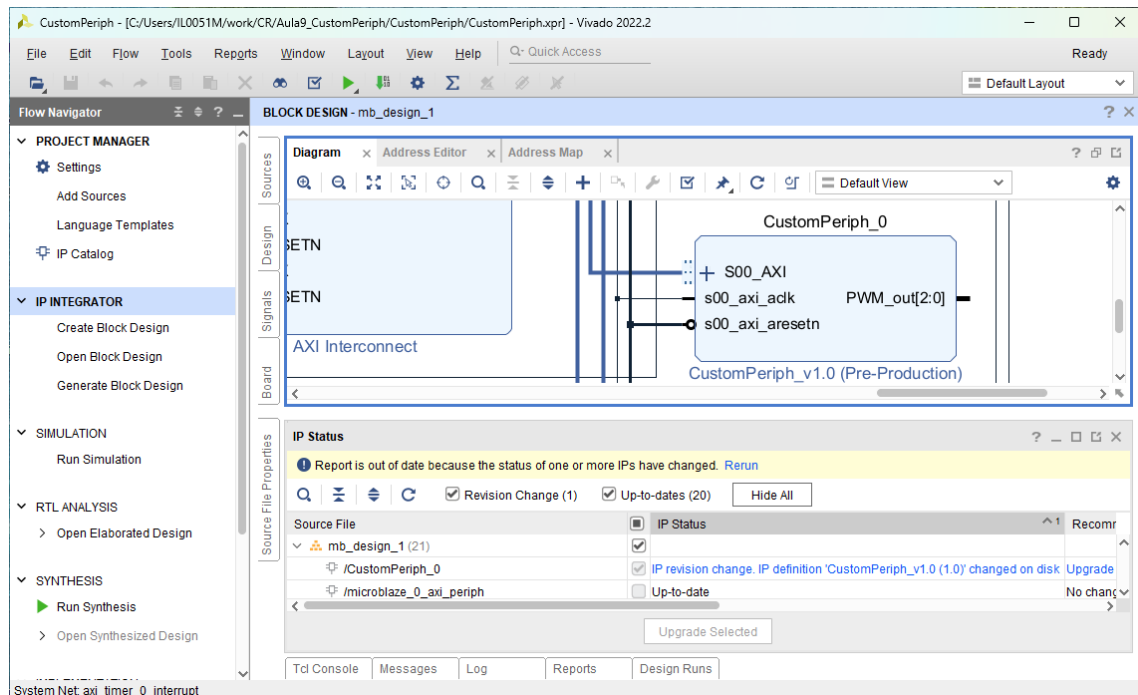 CustomPeriph - [C:/Users/IL0051M/work/CR/Aula9_CustomPeriph/CustomPeriph/CustomPeriph.xpr] - Vivado 2022.2
File Edit Flow Tools Reports Window Layout View Help Q- Quick Access Ready
Default Layout
Flow Navigator
BLOCK DESIGN - mb_design_1
PROJECT MANAGER
Settings
Add Sources
Language Templates
IP Catalog
IP INTEGRATOR
Create Block Design
Open Block Design
Generate Block Design
SIMULATION
Run Simulation
RTL ANALYSIS
Open Elaborated Design
SYNTHESIS
Run Synthesis
Open Synthesized Design
Sources
Design
Signals
Board
Source File Properties
Diagram Address Editor Address Map
Default View
CustomPeriph_0
SETN
S00_AXI
SETN
s00_axi_aclk PWM_out[2:0]
s00_axi_aresetn
AXI Interconnect
CustomPeriph_v1.0 (Pre-Production)
IP Status
Report is out of date because the status of one or more IPs have changed. Rerun
Revision Change (1) Up-to-dates (20) Hide All
Source File IP Status 1 Recomm
mb_design_1 (21)
/CustomPeriph_0 IP revision change. IP definition 'CustomPeriph_v1.0 (1.0)' changed on disk Upgrade
/microblaze_0_axi_periph Up-to-date No chang
Upgrade Selected
Tcl Console Messages Log Reports Design Runs
System Net: axi_timer_0_interrupt